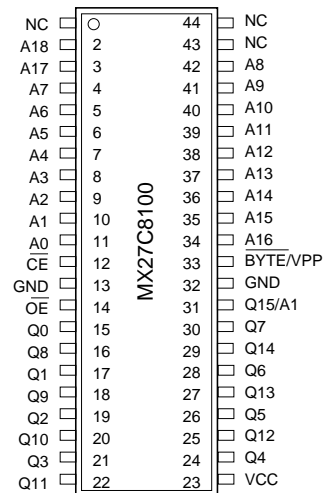 NC 44 NC
A18 2 43 NC
A17 3 42 A8
A7 4 41 A9
A6 5 40 A10
A5 6 39 A11
A4 7 38 A12
A3 8 37 A13
A2 9 36 A14
A1 10 35 A15
A0 11 34 A16
CE 12 33 BYTE/VPP
GND 13 32 GND
OE 14 31 Q15/A1
Q0 15 30 Q7
Q8 16 29 Q14
Q1 17 28 Q6
Q9 18 27 Q13
Q2 19 26 Q5
Q10 20 25 Q12
Q3 21 24 Q4
Q11 22 23 VCC
MX27C8100